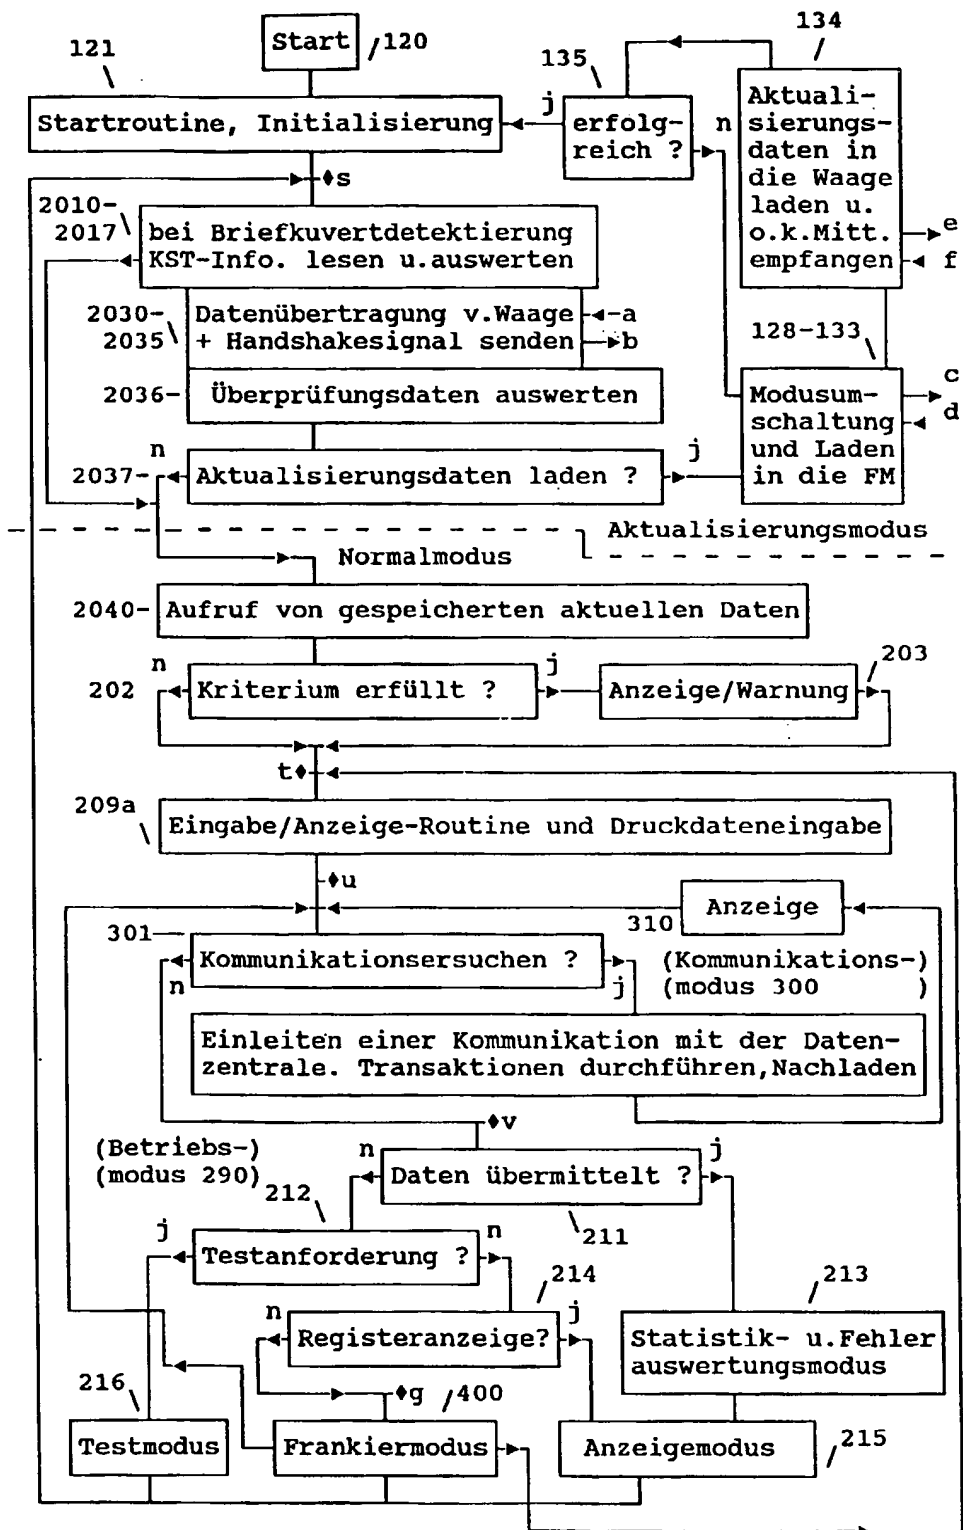 Start
120
121
Startroutine, Initialisierung
j
135
erfolg-
reich ?
n
134
Aktuali-
sierungs-
daten in
die Waage
laden u.
o.k.Mitt.
empfangen
e
f
s
2010-
2017
bei Briefkuvertdetektierung
KST-Info. lesen u.auswerten
2030-
2035
Datenübertragung v.Waage
+ Handshakesignal senden
a
b
128-133
Modusum-
schaltung
und Laden
in die FM
c
d
2036-
Überprüfungsdaten auswerten
n
2037-
Aktualisierungsdaten laden ?
j
Aktualisierungsmodus
Normalmodus
2040-
Aufruf von gespeicherten aktuellen Daten
n
202
Kriterium erfüllt ?
j
Anzeige/Warnung
203
t
209a
Eingabe/Anzeige-Routine und Druckdateneingabe
u
310
Anzeige
301
Kommunikationsersuchen ?
n
j
(Kommunikations-)
(modus 300 )
Einleiten einer Kommunikation mit der Daten-
zentrale. Transaktionen durchführen,Nachladen
v
(Betriebs-)
(modus 290)
n
Daten übermittelt ?
j
211
212
j
Testanforderung ?
n
214
n
Registeranzeige?
j
213
Statistik- u.Fehler
auswertungsmodus
g
400
216
Testmodus
Frankiermodus
Anzeigemodus
215